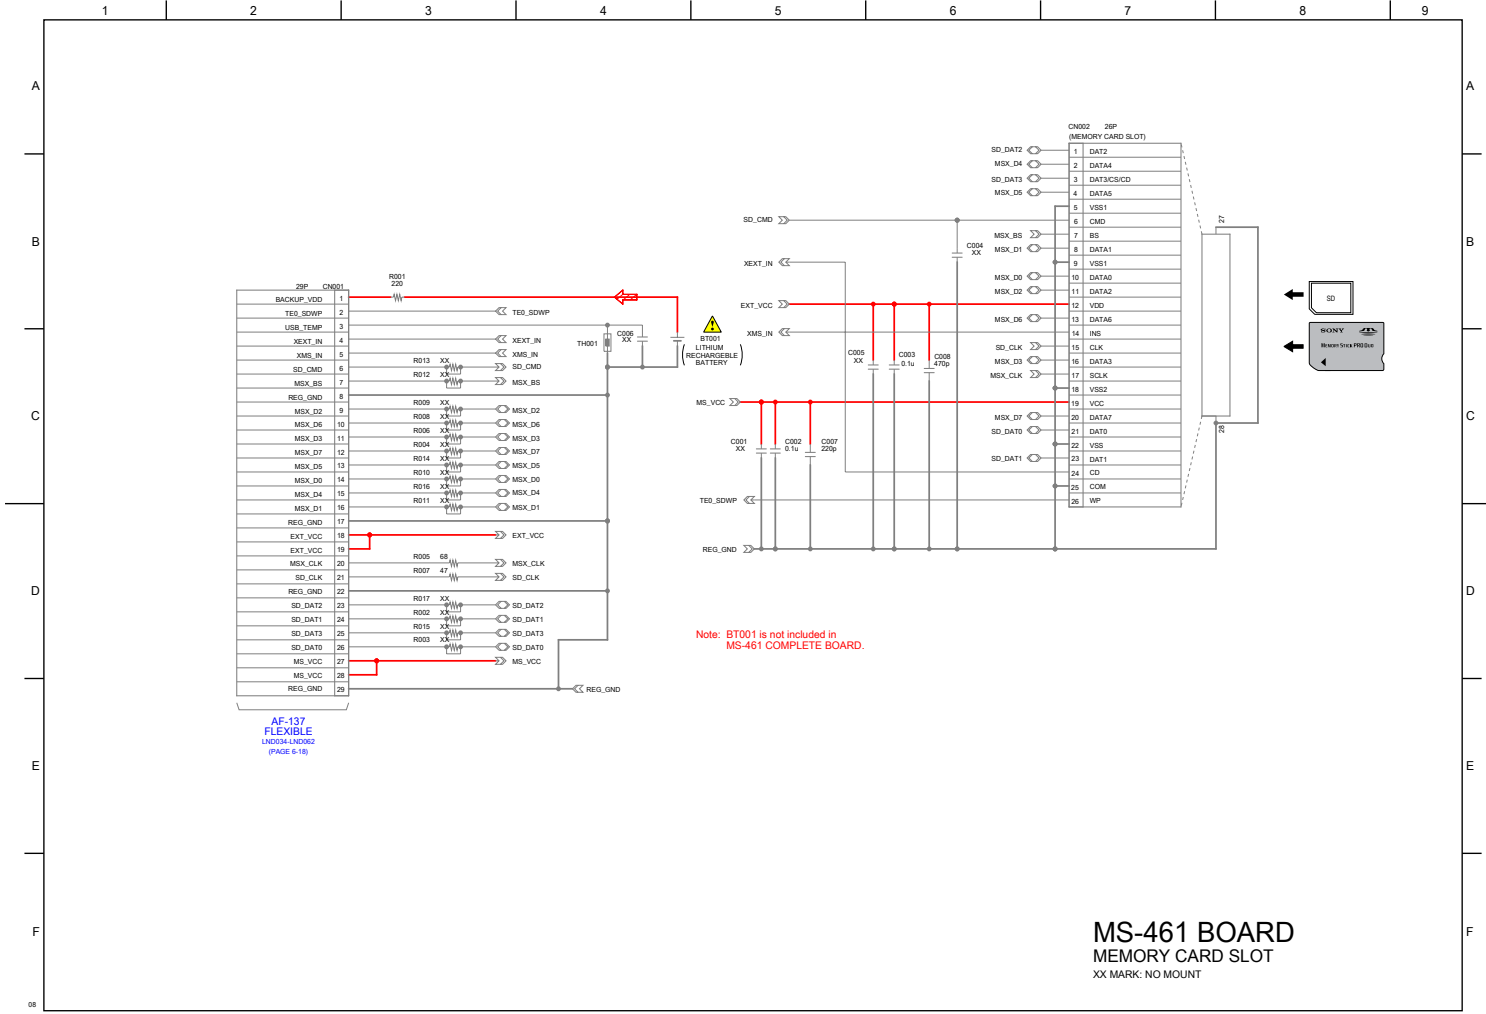 1 2 3 4 5 6 7 8 9
A A
B B
C C
D D
E E
F F
29P CN001
BACKUP_VDD 1
TE0_SDWP 2
USB_TEMP 3
XEXT_IN 4
XMS_IN 5
SD_CMD 6
MSX_BS 7
REG_GND 8
MSX_D2 9
MSX_D6 10
MSX_D3 11
MSX_D7 12
MSX_D5 13
MSX_D0 14
MSX_D4 15
MSX_D1 16
REG_GND 17
EXT_VCC 18
EXT_VCC 19
MSX_CLK 20
SD_CLK 21
REG_GND 22
SD_DAT2 23
SD_DAT1 24
SD_DAT3 25
SD_DAT0 26
MS_VCC 27
MS_VCC 28
REG_GND 29
AF-137
FLEXIBLE
LND034-LND062
(PAGE 6-18)
R001
220
TE0_SDWP
XEXT_IN
XMS_IN
R013 XX SD_CMD
R012 XX MSX_BS
R009 XX MSX_D2
R008 XX MSX_D6
R006 XX MSX_D3
R004 XX MSX_D7
R014 XX MSX_D5
R010 XX MSX_D0
R016 XX MSX_D4
R011 XX MSX_D1
EXT_VCC
R005 68 MSX_CLK
R007 47 SD_CLK
R017 XX SD_DAT2
R002 XX SD_DAT1
R015 XX SD_DAT3
R003 XX SD_DAT0
MS_VCC
REG_GND
TH001
C006
XX
BT001
LITHIUM
RECHARGEBLE
BATTERY
SD_CMD
XEXT_IN
EXT_VCC
XMS_IN
MS_VCC
TE0_SDWP
REG_GND
C004
XX
C005
XX
C003
0.1u
C008
470p
C001
XX
C002
0.1u
C007
220p
CN002 26P
(MEMORY CARD SLOT)
SD_DAT2 1 DAT2
MSX_D4 2 DATA4
SD_DAT3 3 DAT3/CS/CD
MSX_D5 4 DATA5
5 VSS1
6 CMD
MSX_BS 7 BS
MSX_D1 8 DATA1
9 VSS1
MSX_D0 10 DATA0
MSX_D2 11 DATA2
12 VDD
MSX_D6 13 DATA6
14 INS
SD_CLK 15 CLK
MSX_D3 16 DATA3
MSX_CLK 17 SCLK
18 VSS2
19 VCC
MSX_D7 20 DATA7
SD_DAT0 21 DAT0
22 VSS
SD_DAT1 23 DAT1
24 CD
25 COM
26 WP
27
28
SD
SONY
MEMORY STICK PRO DUO
Note: BT001 is not included in
MS-461 COMPLETE BOARD.
MS-461 BOARD
MEMORY CARD SLOT
XX MARK: NO MOUNT
08